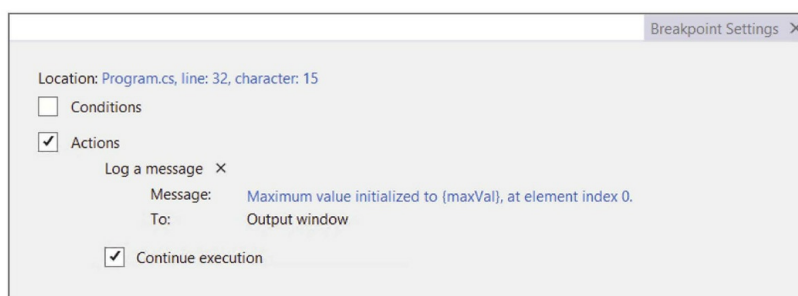 Breakpoint Settings
Location: Program.cs, line: 32, character: 15
Conditions
Actions
Log a message
Message: Maximum value initialized to {maxVal}, at element index 0.
To: Output window
Continue execution